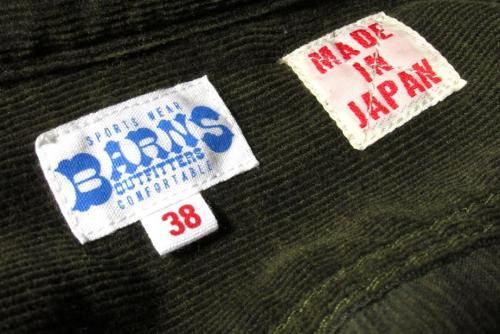 SPORTS WEAR
BARNS
OUTFITTERS
COMFORTABLE
38
MADE
IN
JAPAN